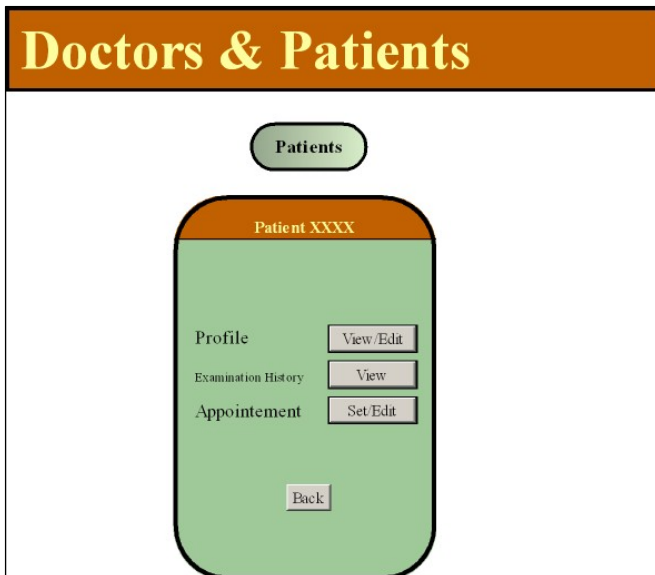 Doctors & Patients
Patients
Patient XXXX
Profile View/Edit
Examination History View
Appointement Set/Edit
Back